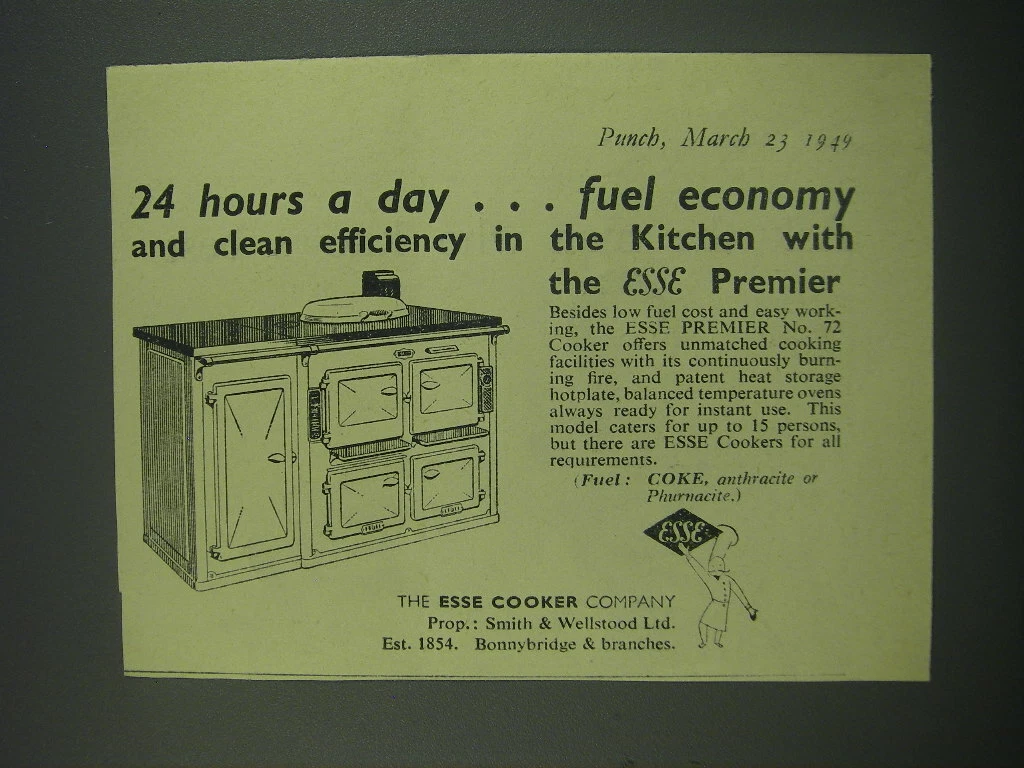 Punch, March 23 1949
24 hours a day . . . fuel economy
and clean efficiency in the Kitchen with
the ESSE Premier
Besides low fuel cost and easy work-
ing, the ESSE PREMIER No. 72
Cooker offers unmatched cooking
facilities with its continuously burn-
ing fire, and patent heat storage
hotplate, balanced temperature ovens
always ready for instant use. This
model caters for up to 15 persons,
but there are ESSE Cookers for all
requirements.
(Fuel: COKE, anthracite or
Phurnacite.)
ESSE
THE ESSE COOKER COMPANY
Prop.: Smith & Wellstood Ltd.
Est. 1854. Bonnybridge & branches.